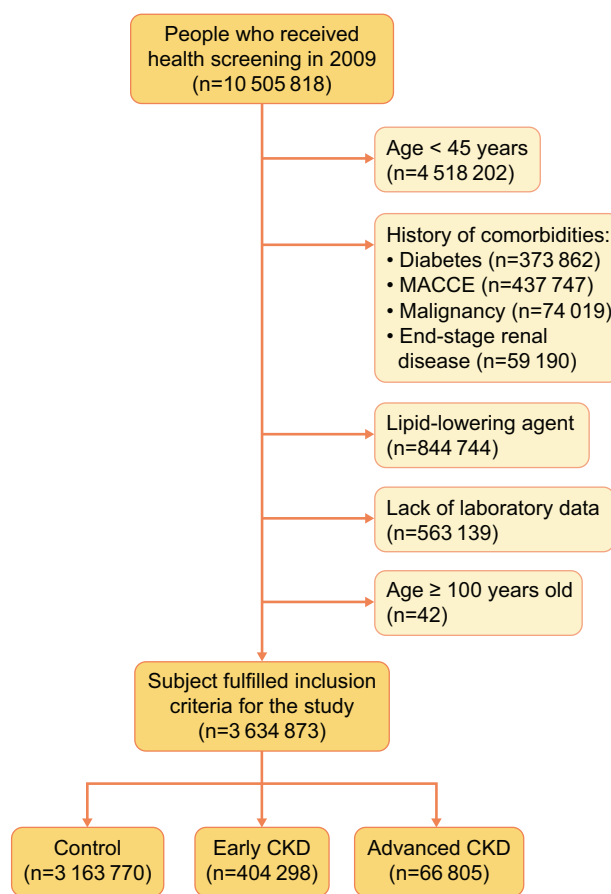 People who received
health screening in 2009
(n=10 505 818)
Age < 45 years
(n=4 518 202)
History of comorbidities:
• Diabetes (n=373 862)
• MACCE (n=437 747)
• Malignancy (n=74 019)
• End-stage renal
disease (n=59 190)
Lipid-lowering agent
(n=844 744)
Lack of laboratory data
(n=563 139)
Age ≥ 100 years old
(n=42)
Subject fulfilled inclusion
criteria for the study
(n=3 634 873)
Control
(n=3 163 770)
Early CKD
(n=404 298)
Advanced CKD
(n=66 805)